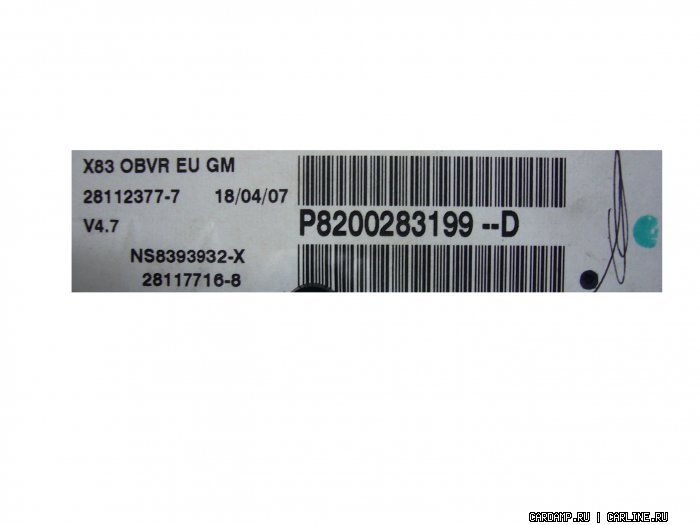 X83 OBVR EU GM
28112377-7 18/04/07
V4.7
P8200283199 --D
NS8393932-X
28117716-8
CARDAMP.RU | CARLINE.RU